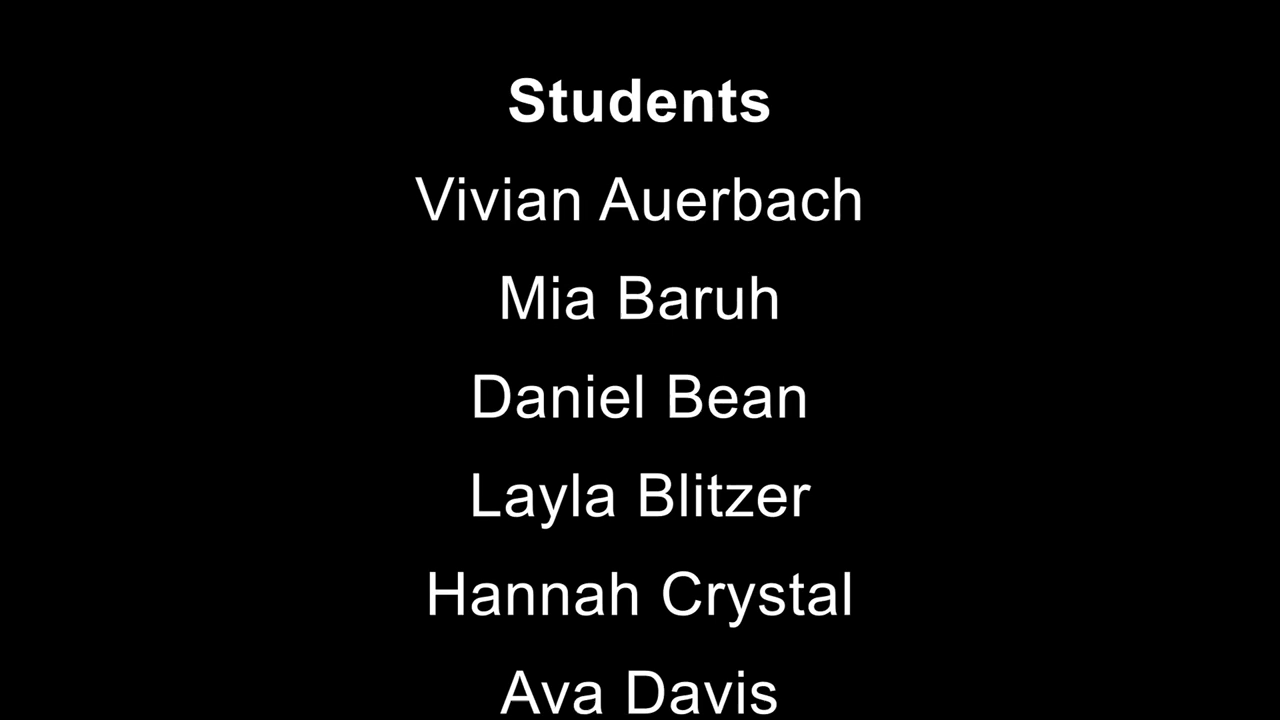 Students
Vivian Auerbach
Mia Baruh
Daniel Bean
Layla Blitzer
Hannah Crystal
Ava Davis